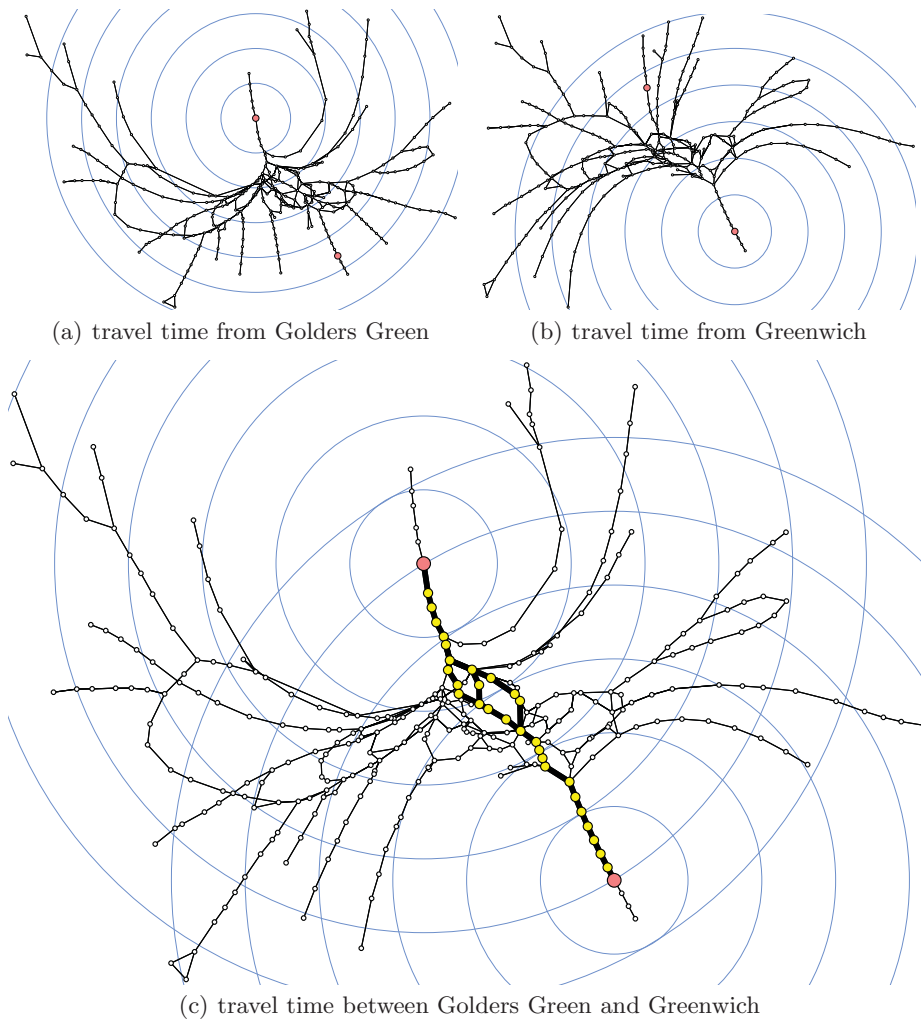 (a) travel time from Golders Green
(b) travel time from Greenwich
(c) travel time between Golders Green and Greenwich